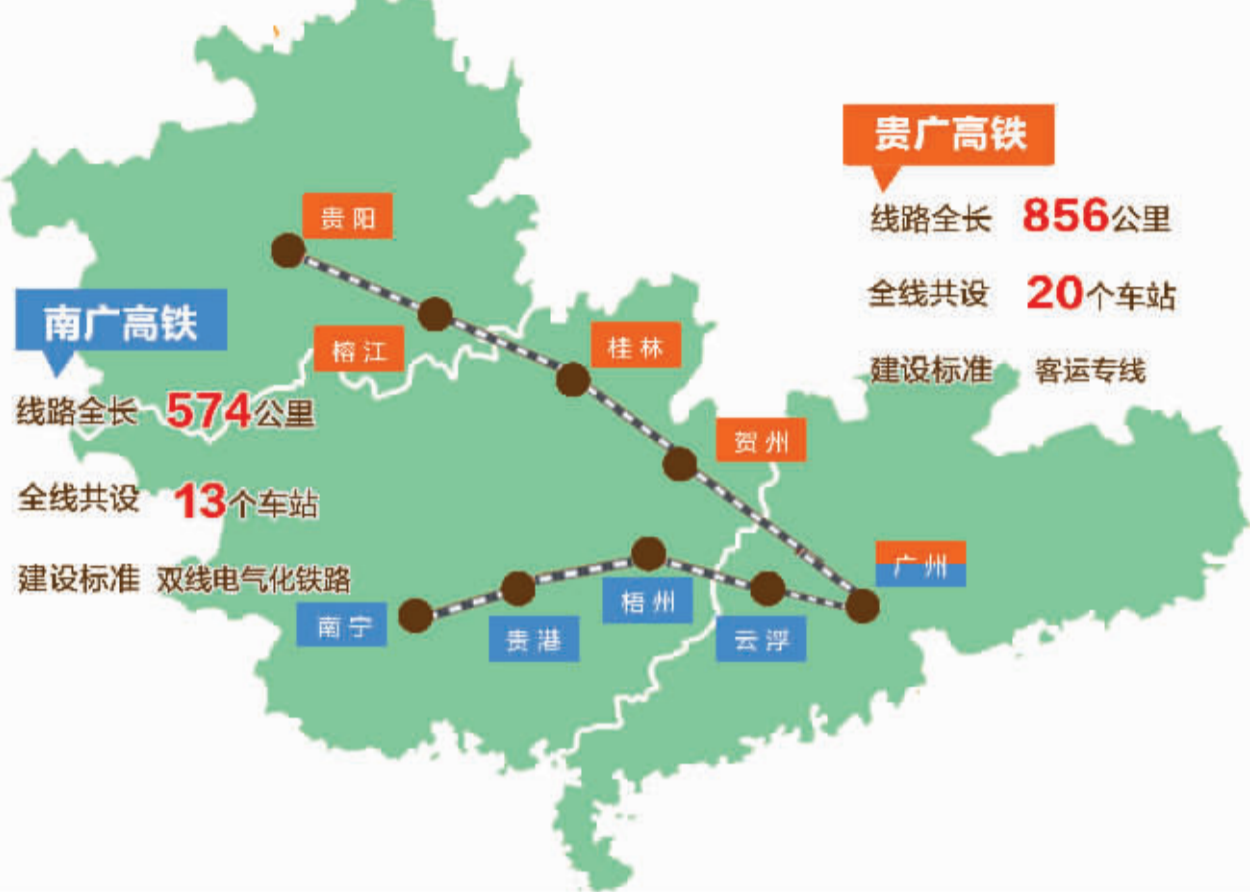 贵广高铁
线路全长 856公里
全线共设 20个车站
建设标准 客运专线
南广高铁
线路全长 574公里
全线共设 13个车站
建设标准 双线电气化铁路
贵阳
榕江
桂林
贺州
广州
南宁
贵港
梧州
云浮